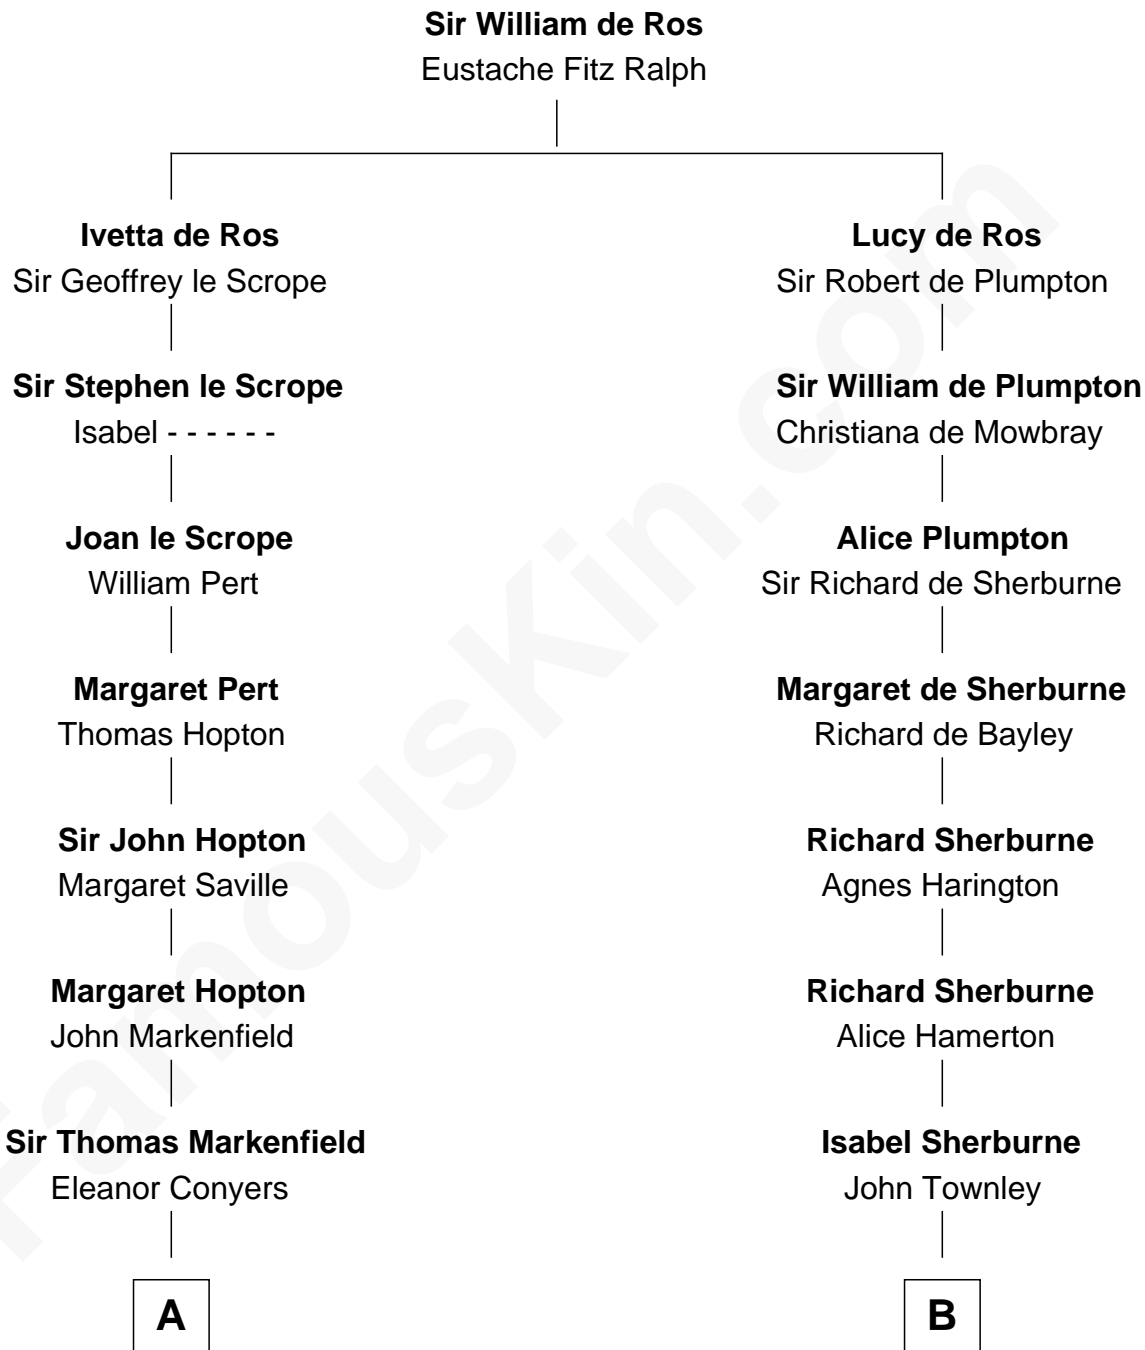 Sir William de Ros
Eustache Fitz Ralph
Ivetta de Ros
Sir Geoffrey le Scrope
Lucy de Ros
Sir Robert de Plumpton
Sir Stephen le Scrope
Isabel - - - - - -
Sir William de Plumpton
Christiana de Mowbray
Joan le Scrope
William Pert
Alice Plumpton
Sir Richard de Sherburne
Margaret Pert
Thomas Hopton
Margaret de Sherburne
Richard de Bayley
Sir John Hopton
Margaret Saville
Richard Sherburne
Agnes Harington
Margaret Hopton
John Markenfield
Richard Sherburne
Alice Hamerton
Sir Thomas Markenfield
Eleanor Conyers
Isabel Sherburne
John Townley
A
B
FamousKin.com